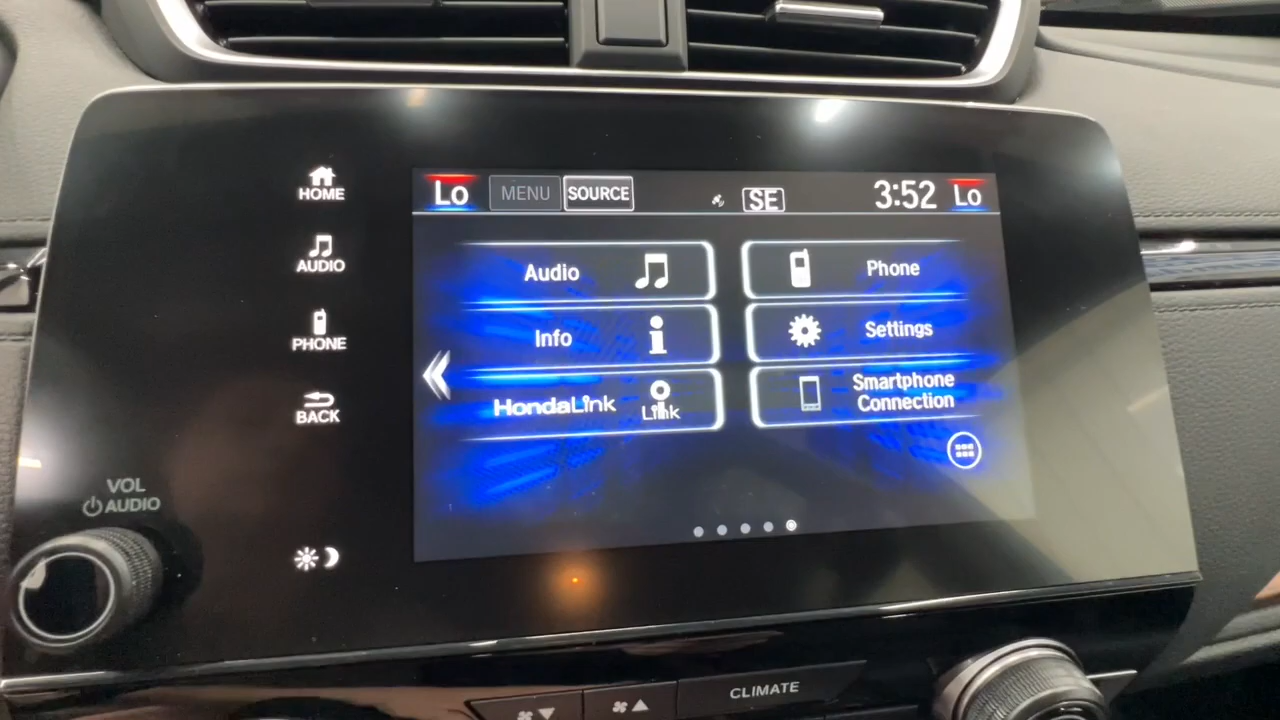 HOME
AUDIO
PHONE
BACK
VOL
AUDIO
Lo MENU SOURCE SE 3:52 Lo
Audio Phone
Info Settings
HondaLink Link Smartphone
Connection
CLIMATE